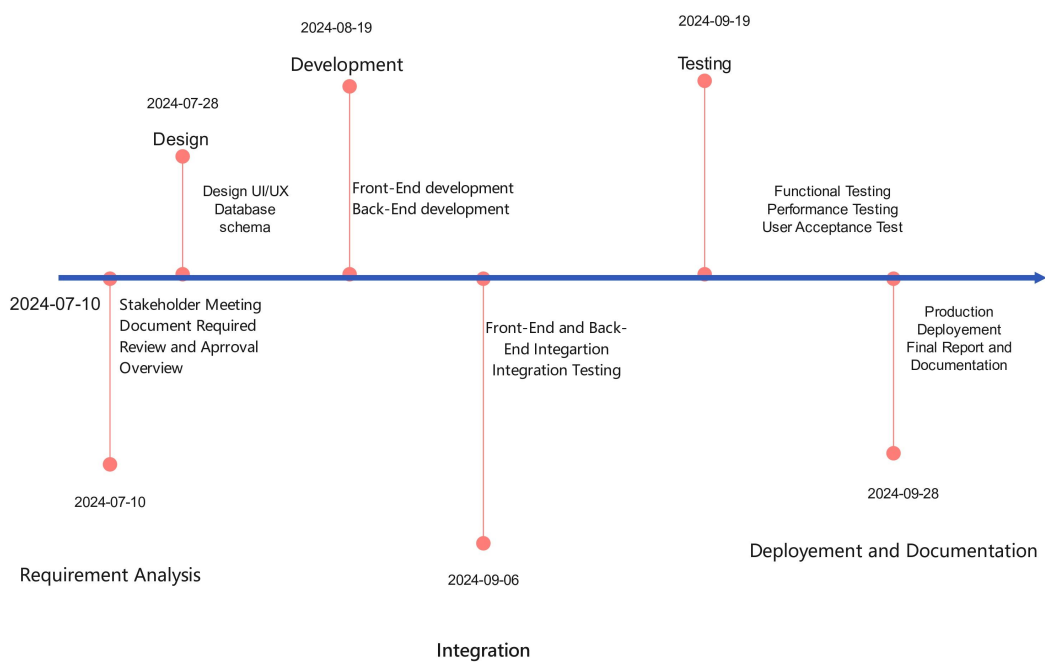 2024-08-19
Development
2024-09-19
Testing
2024-07-28
Design
Design UI/UX
Database
schema
Front-End development
Back-End development
Functional Testing
Performance Testing
User Acceptance Test
2024-07-10
Stakeholder Meeting
Document Required
Review and Aprroval
Overview
Front-End and Back-
End Integartion
Integration Testing
Production
Deployement
Final Report and
Documentation
2024-07-10
Requirement Analysis
2024-09-06
Integration
2024-09-28
Deployement and Documentation